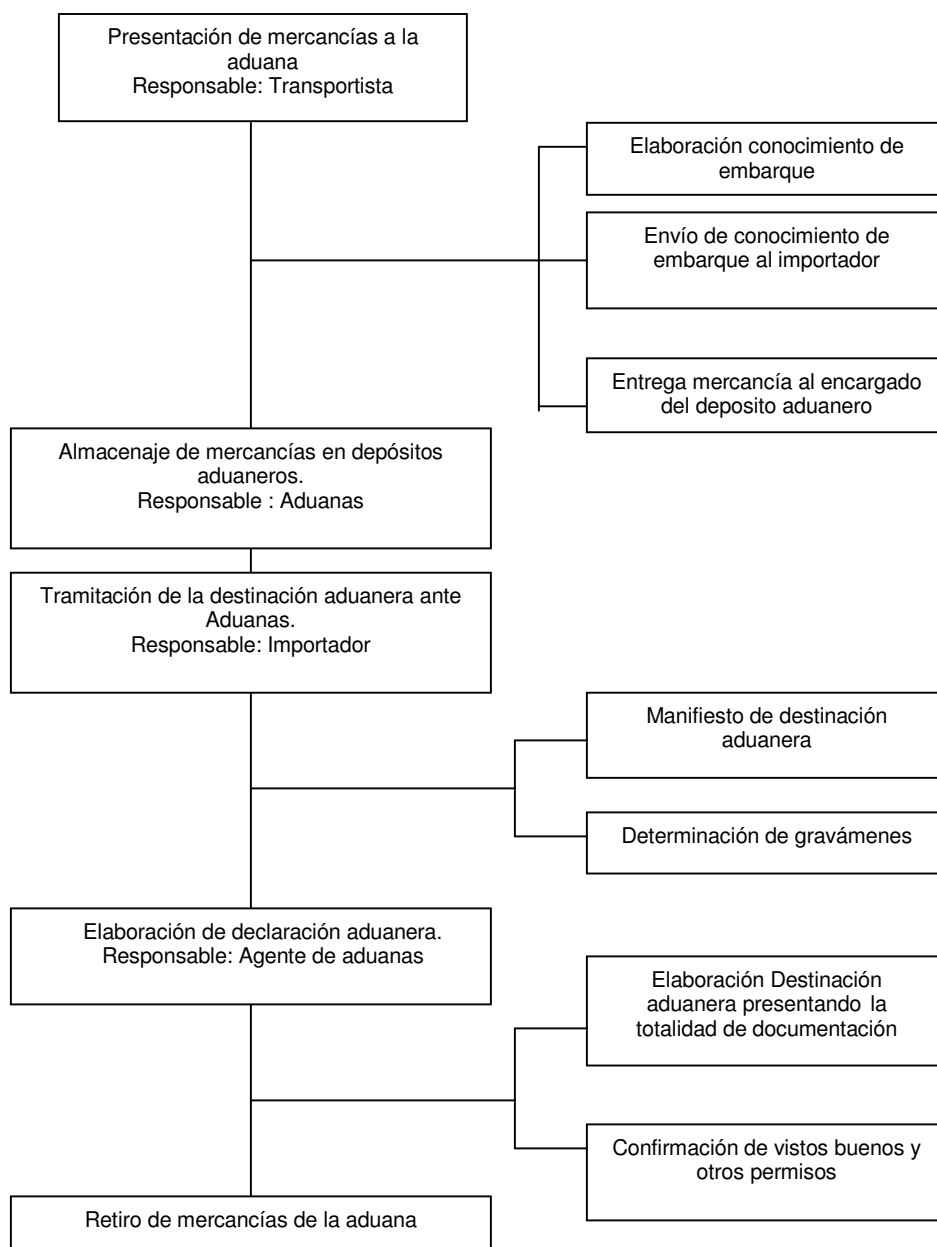 Presentación de mercancías a la
aduana
Responsable: Transportista
Elaboración conocimiento de
embarque
Envío de conocimiento de
embarque al importador
Entrega mercancía al encargado
del deposito aduanero
Almacenaje de mercancías en depósitos
aduaneros.
Responsable : Aduanas
Tramitación de la destinación aduanera ante
Aduanas.
Responsable: Importador
Manifiesto de destinación
aduanera
Determinación de gravámenes
Elaboración de declaración aduanera.
Responsable: Agente de aduanas
Elaboración Destinación
aduanera presentando la
totalidad de documentación
Confirmación de vistos buenos y
otros permisos
Retiro de mercancías de la aduana